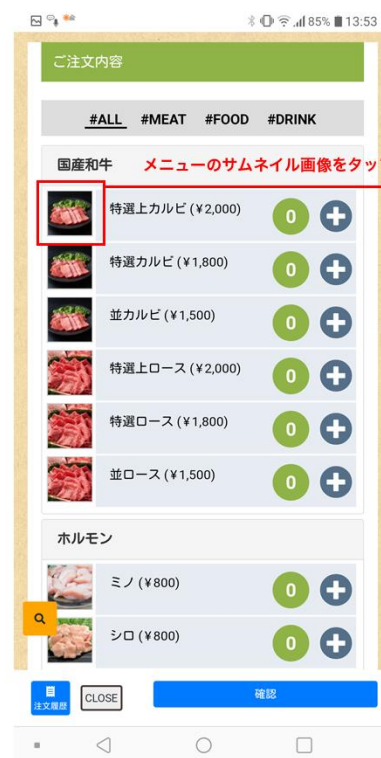 85% 13:53
ご注文内容
#ALL #MEAT #FOOD #DRINK
国産和牛 メニューのサムネイル画像をタッ
特選上カルビ (¥2,000) 0
特選カルビ (¥1,800) 0
並カルビ (¥1,500) 0
特選上ロース (¥2,000) 0
特選ロース (¥1,800) 0
並ロース (¥1,500) 0
ホルモン
ミノ (¥800) 0
シロ (¥800) 0
注文履歴 CLOSE 確認